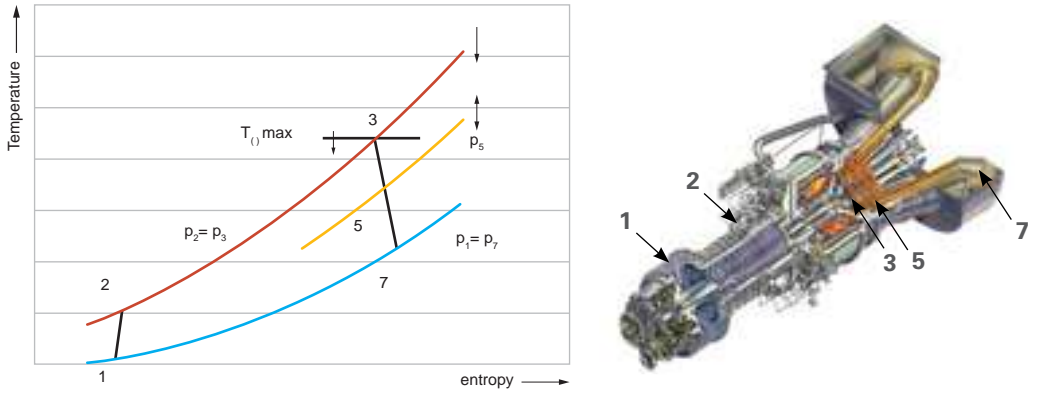 Temperature
T₍₎ max
3
p₅
p₂= p₃
5
p₁= p₇
2
7
1
entropy
2
1
3
5
7